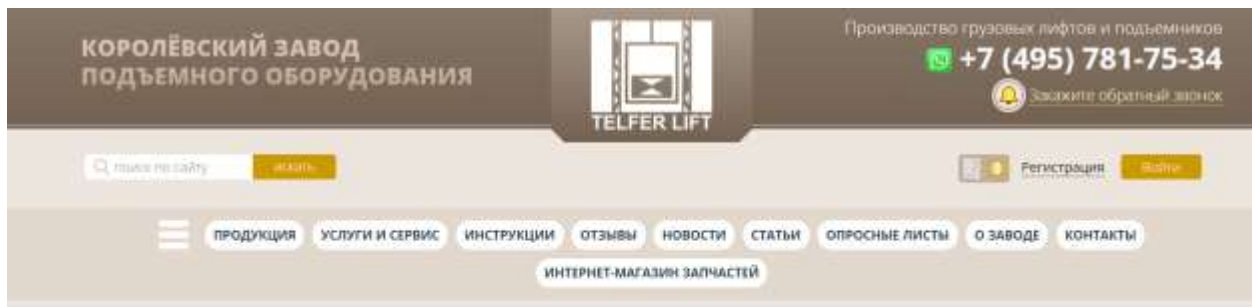 КОРОЛЁВСКИЙ ЗАВОД
ПОДЪЕМНОГО ОБОРУДОВАНИЯ
TELFER LIFT
Производство грузовых лифтов и подъемников
+7 (495) 781-75-34
Закажите обратный звонок
поиск по сайту
искать
Регистрация
Войти
ПРОДУКЦИЯ
УСЛУГИ И СЕРВИС
ИНСТРУКЦИИ
ОТЗЫВЫ
НОВОСТИ
СТАТЬИ
ОПРОСНЫЕ ЛИСТЫ
О ЗАВОДЕ
КОНТАКТЫ
ИНТЕРНЕТ-МАГАЗИН ЗАПЧАСТЕЙ